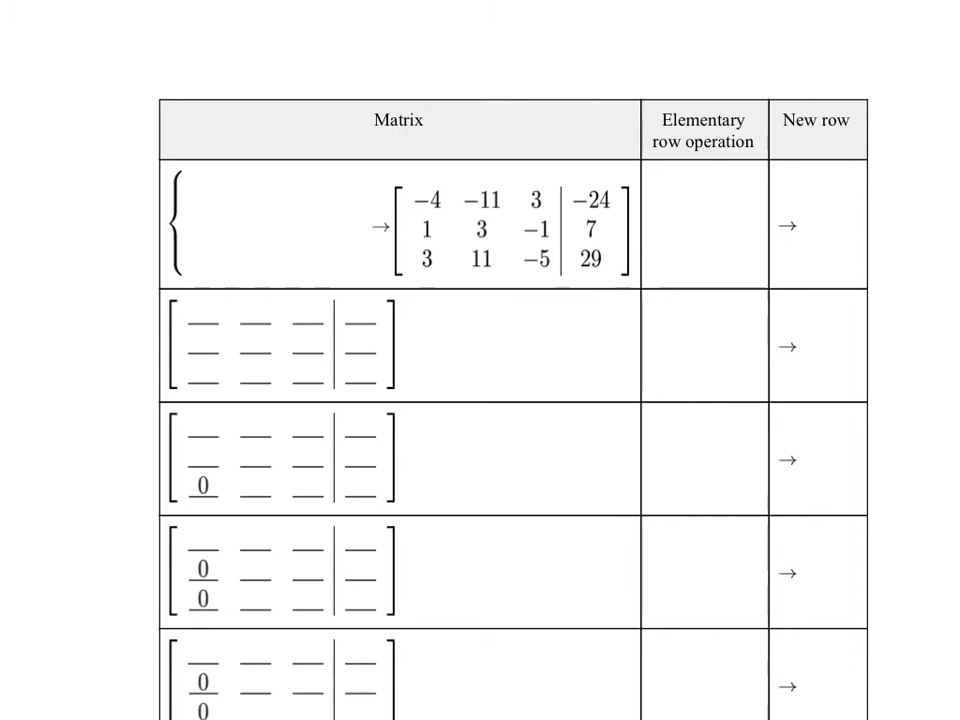 Matrix Elementary row operation New row
{ → [ −4 −11 3 | −24 ] →
1 3 −1 | 7
3 11 −5 | 29
→
0
→
0
0
→
0
0
→